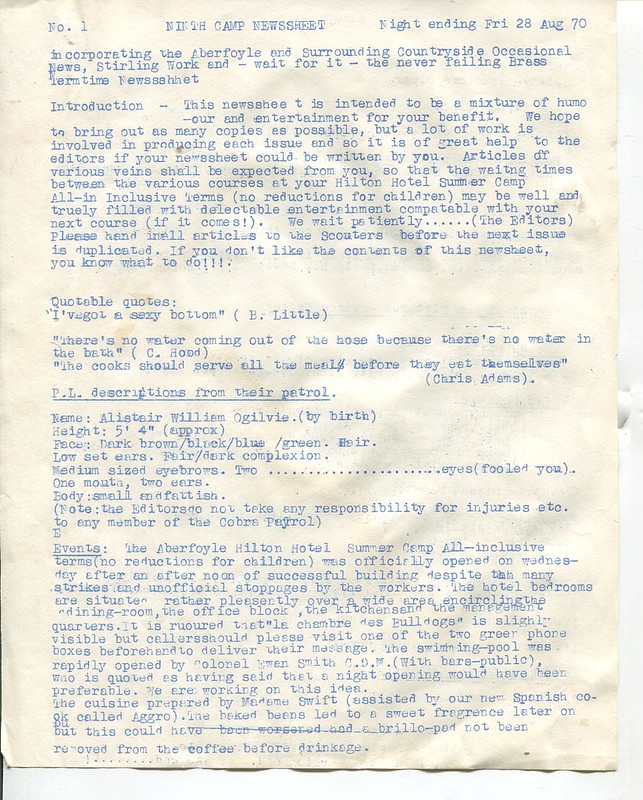 No. 1 NINTH CAMP NEWSSHEET Night ending Fri 28 Aug 70
incorporating the Aberfoyle and Surrounding Countryside Occasional
News, Stirling Work and - wait for it - the never failing Brass
Termtime Newssshhet
Introduction - This newsshee t is intended to be a mixture of humo
-our and entertainment for your benefit. We hope
to bring out as many copies as possible, but a lot of work is
involved in producing each issue and so it is of great help to the
editors if your newssheet could be written by you. Articles of
various veins shall be expected from you, so that the waitng times
between the various courses at your Hilton Hotel Summer Camp
All-in Inclusive Terms (no reductions for children) may be well and
truely filled with delectable entertainment compatable with your
next course (if it comes!). We wait patiently......(The Editors)
Please hand inall articles to the Scouters before the next issue
is duplicated. If you don't like the contents of this newsheet,
you know what to do!!!!
Quotable quotes:
"I'vegot a sexy bottom" ( B. Little)
"There's no water coming out of the hose because there's no water in
the bath" ( C. Hood)
"The cooks should serve all the meals before they eat themselves"
(Chris Adams).
P.L. descriptions from their patrol.
Name: Alistair William Ogilvie.(by birth)
Height: 5' 4" (approx)
Face: Dark brown/black/blue /green. Hair.
Low set ears. Fair/dark complexion.
Medium sized eyebrows. Two ......................eyes(fooled you).
One mouth, two ears.
Body:small andfattish.
(Note:the Editorsdo not take any responsibility for injuries etc.
to any member of the Cobra Patrol)
E
Events: The Aberfoyle Hilton Hotel Summer Camp All-inclusive
terms(no reductions for children) was officially opened on wednes-
day after an after noon of successful building despite the many
strikes and unofficial stoppages by the workers. The hotel bedrooms
are situated rather pleasently over a wide area encirclingthe
ddining-room,the office block ,the kitchensand the management
quarters.It is ruoured that"la chambre des Bulldogs" is slighly
visible but callersshould please visit one of the two green phone
boxes beforehandto deliver their message. The swimming-pool was
rapidly opened by Colonel Ewan Smith C.D.M.(With bars-public),
who is quoted as having said that a night opening would have been
preferable. We are working on this idea.
The cuisine prepared by Madame Swift (assisted by our new Spanish co-
ok called Aggro).The baked beans led to a sweet fragrence later on
but this could have been worsened had a brillo-pad not been
removed from the coffee before drinkage.